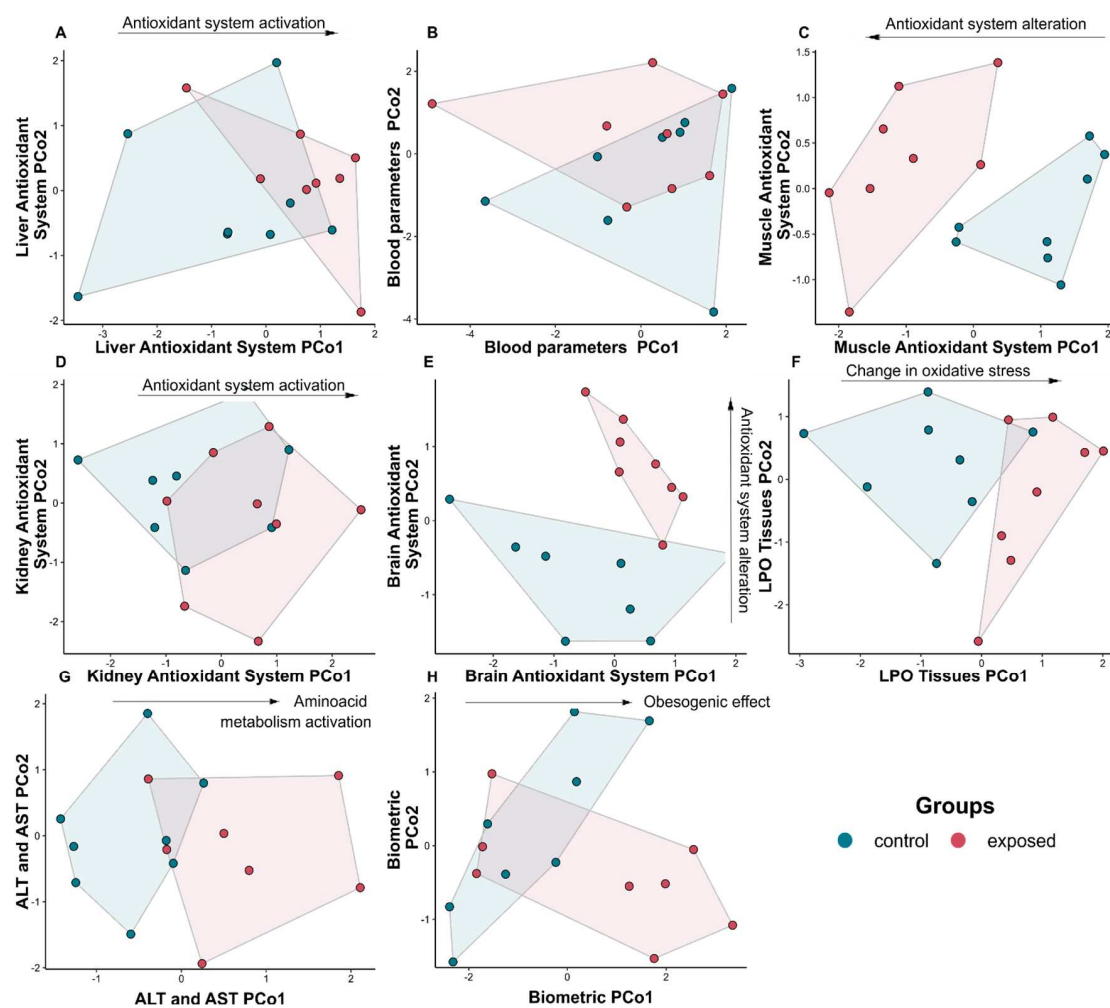 A
Antioxidant system activation
2
1
0
-1
-2
Liver Antioxidant
System PCo2
-3
-2
-1
0
1
2
Liver Antioxidant System PCo1
B
2
0
-2
-4
Blood parameters PCo2
-4
-2
0
2
Blood parameters PCo1
C
Antioxidant system alteration
1.5
1.0
0.5
0.0
-0.5
-1.0
Muscle Antioxidant
System PCo2
-2
-1
0
1
2
Muscle Antioxidant System PCo1
D
Antioxidant system activation
2
1
0
-1
-2
Kidney Antioxidant
System PCo2
-2
-1
0
1
2
Kidney Antioxidant System PCo1
E
1
0
-1
Brain Antioxidant
System PCo2
Antioxidant system alteration
-2
-1
0
1
2
Brain Antioxidant System PCo1
F
Change in oxidative stress
1
0
-1
-2
LPO Tissues PCo2
-3
-2
-1
0
1
2
LPO Tissues PCo1
G
Aminoacid
metabolism activation
2
1
0
-1
-2
ALT and AST PCo2
-1
0
1
2
ALT and AST PCo1
H
Obesogenic effect
1
0
-1
Biometric
PCo2
-2
0
2
Biometric PCo1
Groups
control
exposed